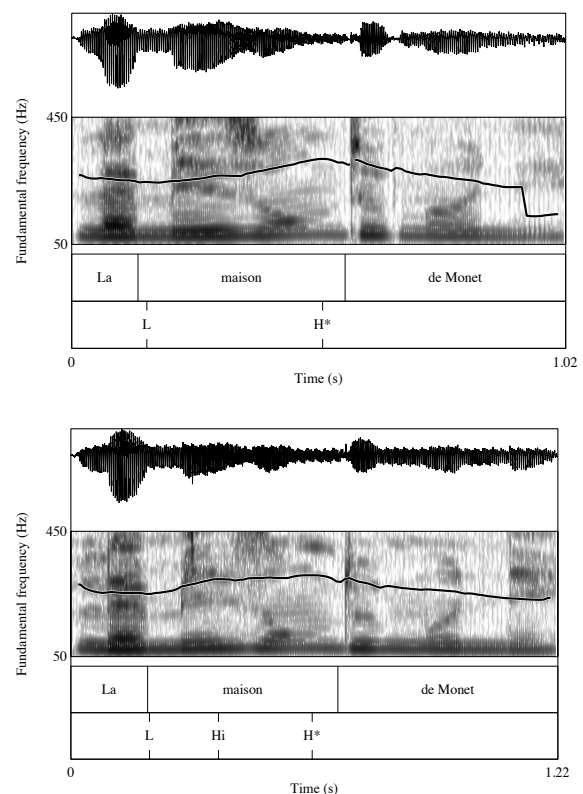 450
Fundamental frequency (Hz)
50
La maison de Monet
L H*
0 1.02
Time (s)
450
Fundamental frequency (Hz)
50
La maison de Monet
L Hi H*
0 1.22
Time (s)